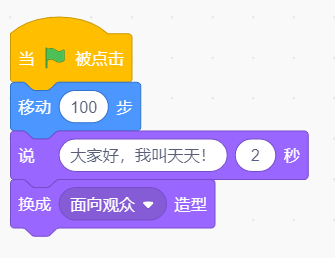 当 被点击
移动 100 步
说 大家好，我叫天天！ 2 秒
换成 面向观众 造型